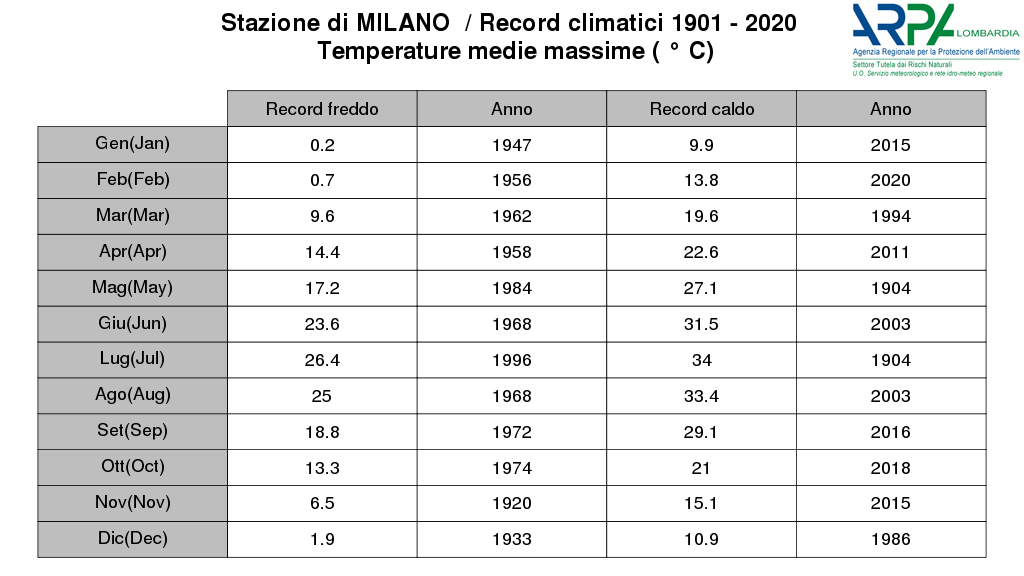 Stazione di MILANO / Record climatici 1901 - 2020
Temperature medie massime ( ° C)
ARPA LOMBARDIA
Agenzia Regionale per la Protezione dell'Ambiente
Settore Tutela dai Rischi Naturali
U.O. Servizio meteorologico e rete idro-meteo regionale
Record freddo Anno Record caldo Anno
Gen(Jan) 0.2 1947 9.9 2015
Feb(Feb) 0.7 1956 13.8 2020
Mar(Mar) 9.6 1962 19.6 1994
Apr(Apr) 14.4 1958 22.6 2011
Mag(May) 17.2 1984 27.1 1904
Giu(Jun) 23.6 1968 31.5 2003
Lug(Jul) 26.4 1996 34 1904
Ago(Aug) 25 1968 33.4 2003
Set(Sep) 18.8 1972 29.1 2016
Ott(Oct) 13.3 1974 21 2018
Nov(Nov) 6.5 1920 15.1 2015
Dic(Dec) 1.9 1933 10.9 1986